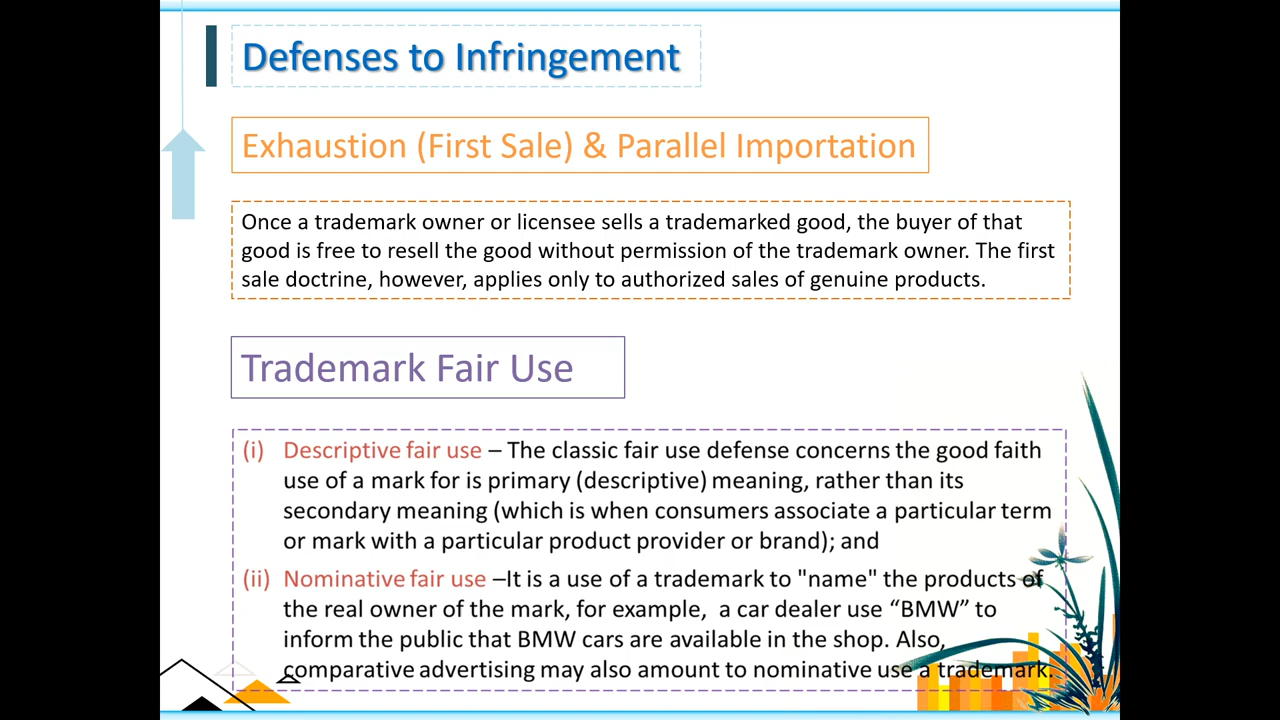 Defenses to Infringement
Exhaustion (First Sale) & Parallel Importation
Once a trademark owner or licensee sells a trademarked good, the buyer of that
good is free to resell the good without permission of the trademark owner. The first
sale doctrine, however, applies only to authorized sales of genuine products.
Trademark Fair Use
(i) Descriptive fair use – The classic fair use defense concerns the good faith
use of a mark for is primary (descriptive) meaning, rather than its
secondary meaning (which is when consumers associate a particular term
or mark with a particular product provider or brand); and
(ii) Nominative fair use –It is a use of a trademark to "name" the products of
the real owner of the mark, for example, a car dealer use “BMW” to
inform the public that BMW cars are available in the shop. Also,
comparative advertising may also amount to nominative use a trademark.